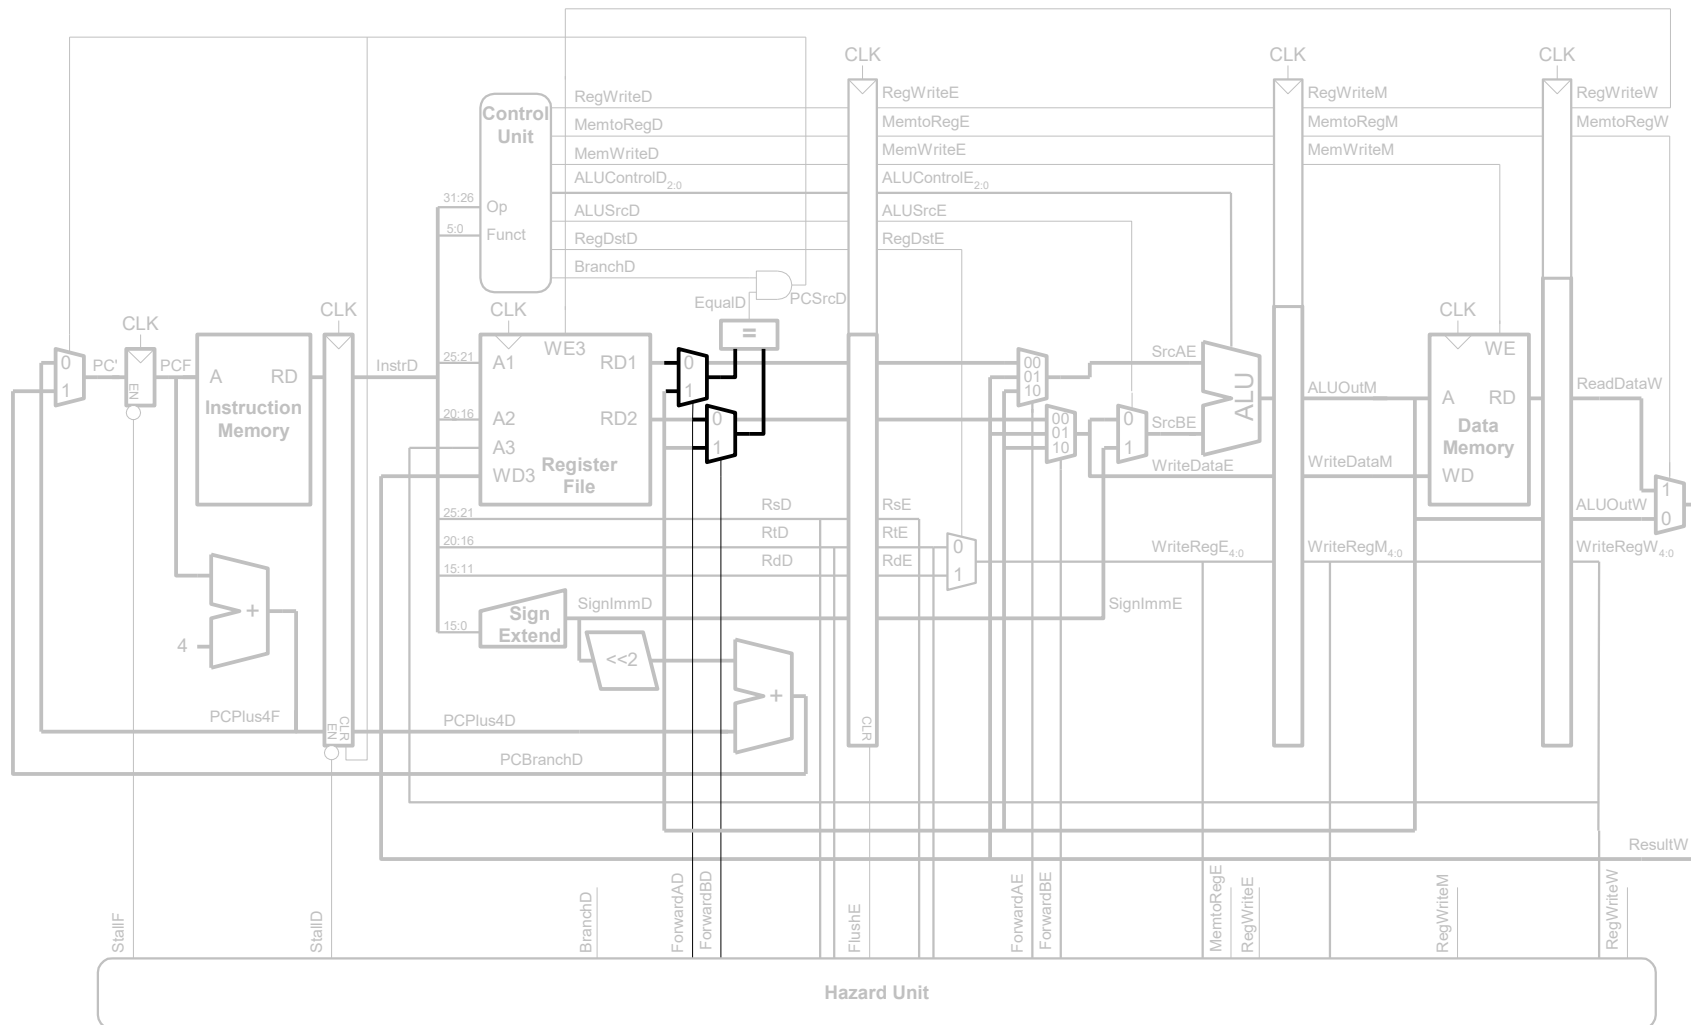 CLK
CLK
CLK
RegWriteD
RegWriteE
RegWriteM
RegWriteW
Control
Unit
MemtoRegD
MemtoRegE
MemtoRegM
MemtoRegW
MemWriteD
MemWriteE
MemWriteM
ALUControlD2:0
ALUControlE2:0
31:26
Op
ALUSrcD
ALUSrcE
5:0
Funct
RegDstD
RegDstE
BranchD
EqualD
PCSrcD
CLK
CLK
CLK
CLK
=
WE3
WE
0
1
PC'
EN
PCF
A
RD
Instruction
Memory
InstrD
25:21
A1
RD1
0
1
00
01
10
SrcAE
ALU
ALUOutM
ReadDataW
A
RD
Data
Memory
20:16
A2
RD2
0
1
00
01
10
0
1
SrcBE
A3
WD3
Register
File
WriteDataE
WriteDataM
WD
1
0
25:21
RsD
RsE
ALUOutW
20:16
RtD
RtE
0
1
WriteRegE4:0
WriteRegM4:0
WriteRegW4:0
15:11
RdD
RdE
+
4
15:0
Sign
Extend
SignImmD
SignImmE
<<2
+
PCPlus4F
EN
CLR
PCPlus4D
CLR
PCBranchD
ResultW
StallF
StallD
BranchD
ForwardAD
ForwardBD
FlushE
ForwardAE
ForwardBE
MemtoRegE
RegWriteE
RegWriteM
RegWriteW
Hazard Unit